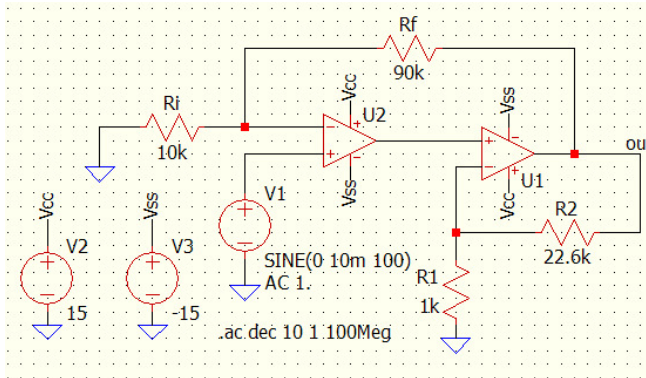 Rf
90k
Vcc
U2
Vss
Ri
10k
Vss
U1
Vcc
ou
R2
22.6k
R1
1k
V1
SINE(0 10m 100)
AC 1.
Vcc
V2
15
Vss
V3
-15
.ac dec 10 1 100Meg